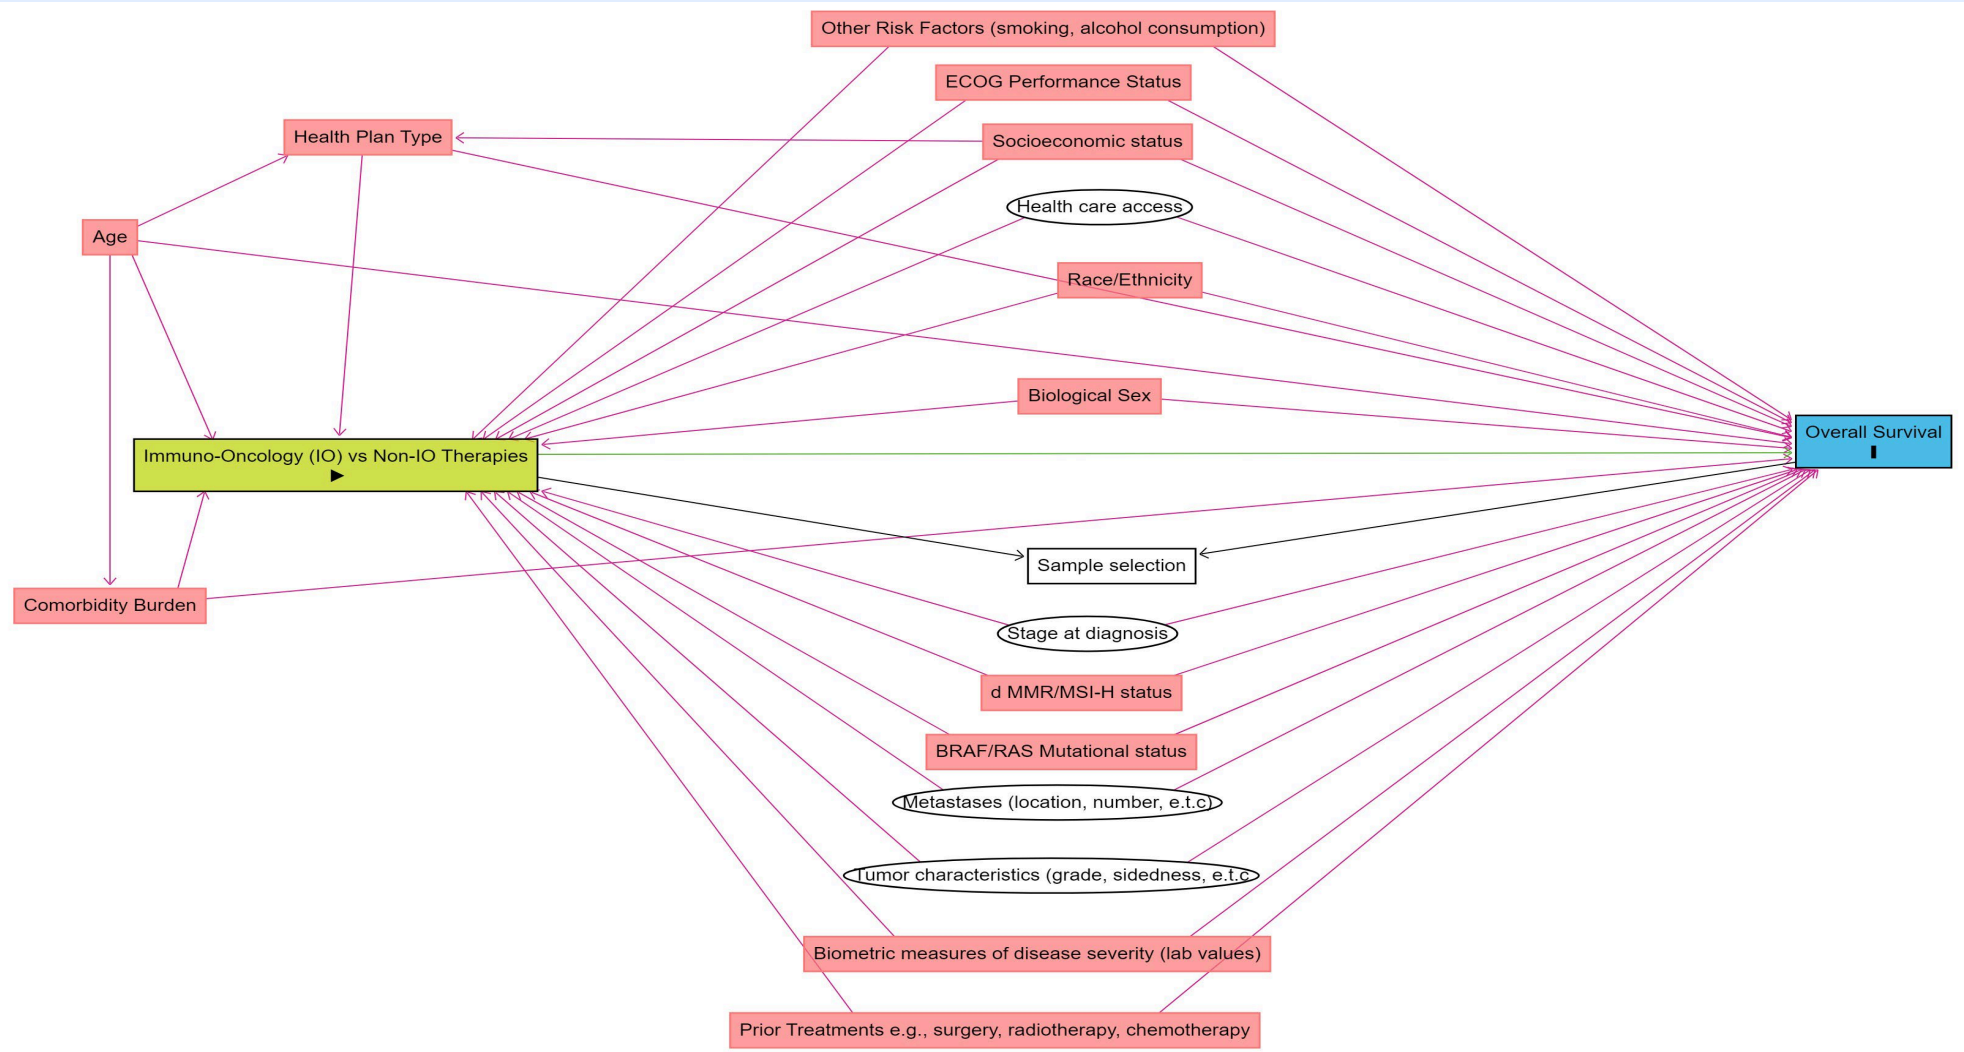 Other Risk Factors (smoking, alcohol consumption)
ECOG Performance Status
Health Plan Type
Socioeconomic status
Health care access
Age
Race/Ethnicity
Biological Sex
Immuno-Oncology (IO) vs Non-IO Therapies
Overall Survival
Sample selection
Comorbidity Burden
Stage at diagnosis
d MMR/MSI-H status
BRAF/RAS Mutational status
Metastases (location, number, e.t.c)
Tumor characteristics (grade, sidedness, e.t.c
Biometric measures of disease severity (lab values)
Prior Treatments e.g., surgery, radiotherapy, chemotherapy